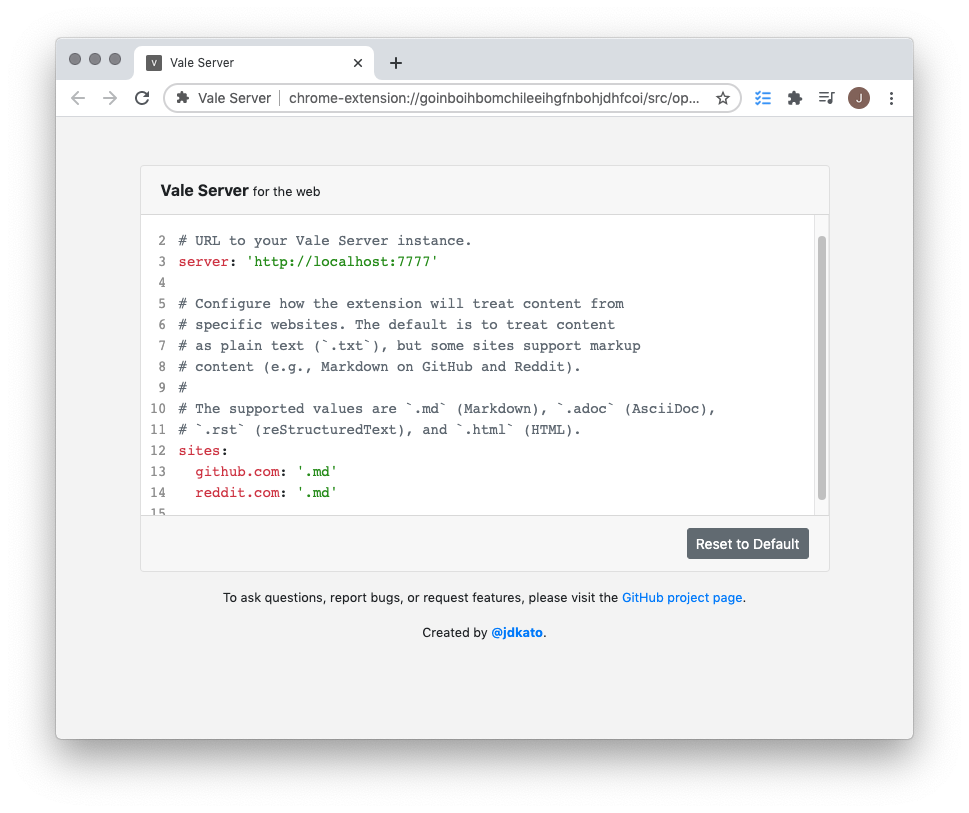 V Vale Server
Vale Server chrome-extension://goinboihbomchileeihgfnbohjdhfcoi/src/op... J
Vale Server for the web
2 # URL to your Vale Server instance.
3 server: 'http://localhost:7777'
4
5 # Configure how the extension will treat content from
6 # specific websites. The default is to treat content
7 # as plain text (`.txt`), but some sites support markup
8 # content (e.g., Markdown on GitHub and Reddit).
9 #
10 # The supported values are `.md` (Markdown), `.adoc` (AsciiDoc),
11 # `.rst` (reStructuredText), and `.html` (HTML).
12 sites:
13 github.com: '.md'
14 reddit.com: '.md'
15
Reset to Default
To ask questions, report bugs, or request features, please visit the GitHub project page.
Created by @jdkato.